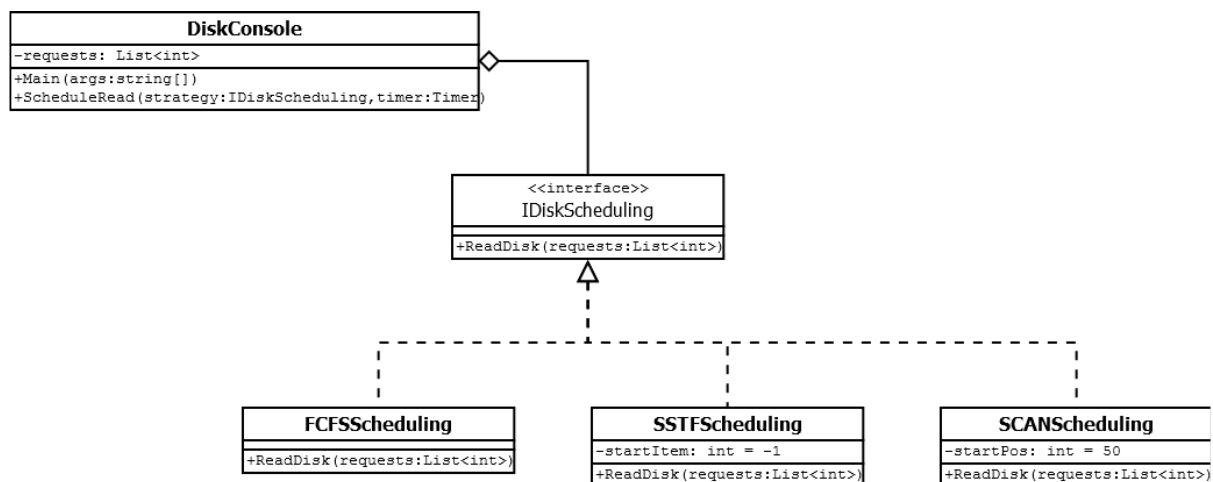 DiskConsole
-requests: List<int>
+Main(args:string[])
+ScheduleRead(strategy:IDiskScheduling,timer:Timer)
<<interface>>
IDiskScheduling
+ReadDisk(requests:List<int>)
FCFSScheduling
+ReadDisk(requests:List<int>)
SSTFScheduling
-startItem: int = -1
+ReadDisk(requests:List<int>)
SCANScheduling
-startPos: int = 50
+ReadDisk(requests:List<int>)